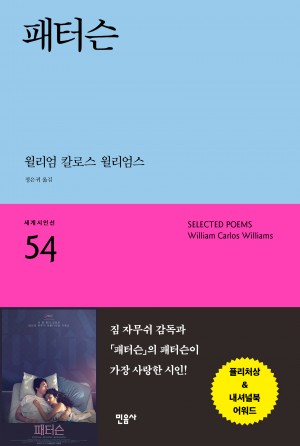 패터슨
윌리엄 칼로스 윌리엄스
정은귀 옮김
세계시인선
54
SELECTED POEMS
William Carlos Williams
짐 자무쉬 감독과
「패터슨」의 패터슨이
가장 사랑한 시인!
퓰리처상
&
내셔널북
어워드
패터슨
민음사